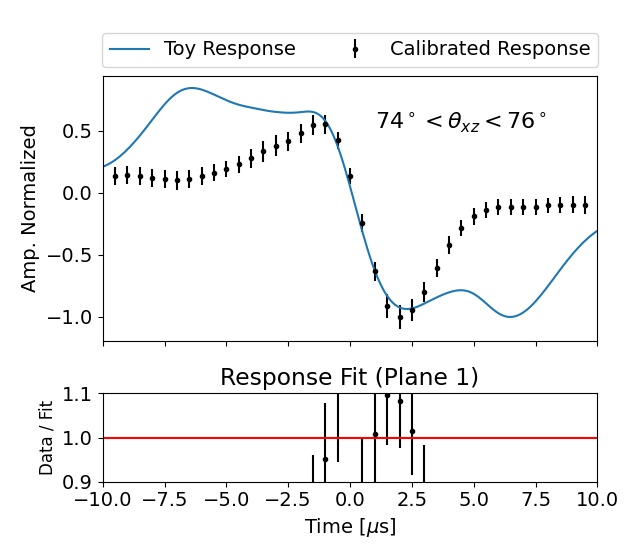 Toy Response Calibrated Response
74° < θxz < 76°
Amp. Normalized
0.5
0.0
−0.5
−1.0
Response Fit (Plane 1)
Data / Fit
1.1
1.0
0.9
−10.0 −7.5 −5.0 −2.5 0.0 2.5 5.0 7.5 10.0
Time [μs]